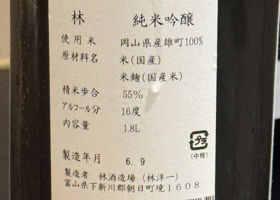 林 純米吟醸
使用米 岡山県産雄町100%
原材料名 米(国産)
米麹(国産米)
精米歩合 55%
アルコール分 16度
内容量 1.8L
製造年月 6.9
(中栓)
製造者 林酒造場(林洋一)
富山県下新川郡朝日町境1608